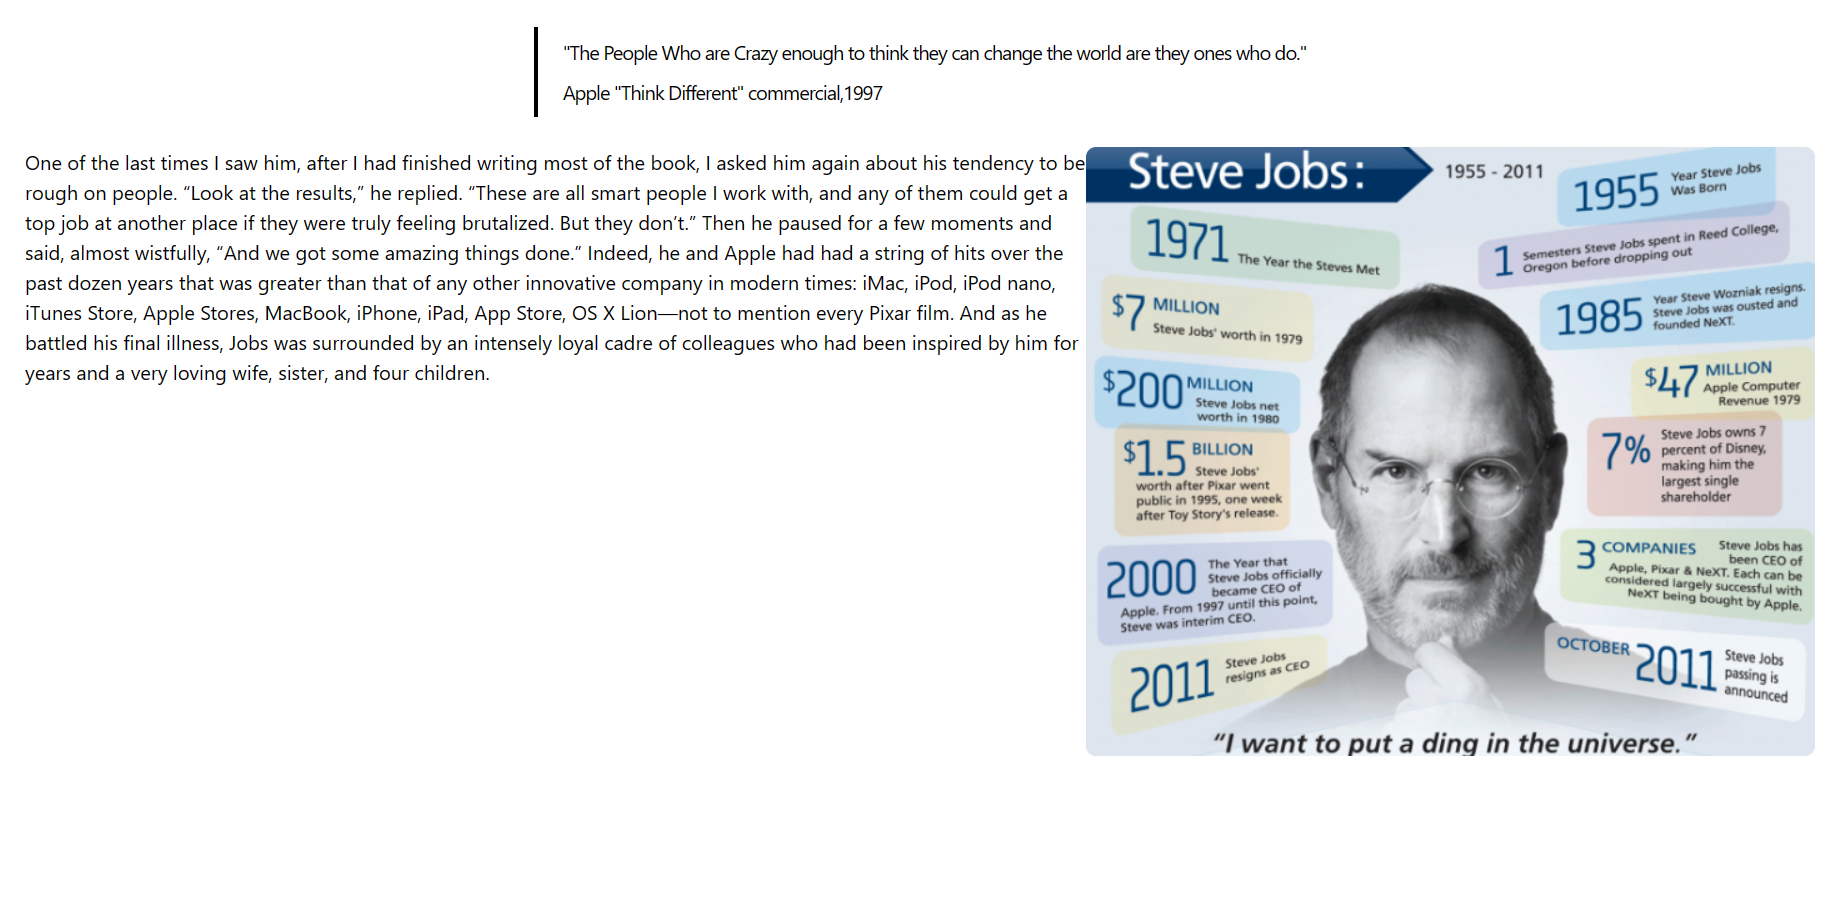 "The People Who are Crazy enough to think they can change the world are they ones who do."
Apple "Think Different" commercial,1997
One of the last times I saw him, after I had finished writing most of the book, I asked him again about his tendency to be
rough on people. “Look at the results,” he replied. “These are all smart people I work with, and any of them could get a
top job at another place if they were truly feeling brutalized. But they don’t.” Then he paused for a few moments and
said, almost wistfully, “And we got some amazing things done.” Indeed, he and Apple had had a string of hits over the
past dozen years that was greater than that of any other innovative company in modern times: iMac, iPod, iPod nano,
iTunes Store, Apple Stores, MacBook, iPhone, iPad, App Store, OS X Lion—not to mention every Pixar film. And as he
battled his final illness, Jobs was surrounded by an intensely loyal cadre of colleagues who had been inspired by him for
years and a very loving wife, sister, and four children.
Steve Jobs:
1955 - 2011
1971
The Year the Steves Met
$7 MILLION
Steve Jobs' worth in 1979
$200 MILLION
Steve Jobs net
worth in 1980
$1.5 BILLION
Steve Jobs'
worth after Pixar went
public in 1995, one week
after Toy Story's release.
2000
The Year that
Steve Jobs officially
became CEO of
Apple. From 1997 until this point,
Steve was interim CEO.
2011
Steve Jobs
resigns as CEO
1955
Year Steve Jobs
Was Born
1
Semesters Steve Jobs spent in Reed College,
Oregon before dropping out
1985
Year Steve Wozniak resigns.
Steve Jobs was ousted and
founded NeXT.
$47 MILLION
Apple Computer
Revenue 1979
7%
Steve Jobs owns 7
percent of Disney,
making him the
largest single
shareholder
3 COMPANIES
Steve Jobs has
been CEO of
Apple, Pixar & NeXT. Each can be
considered largely successful with
NeXT being bought by Apple.
OCTOBER 2011
Steve Jobs
passing is
announced
“I want to put a ding in the universe.”